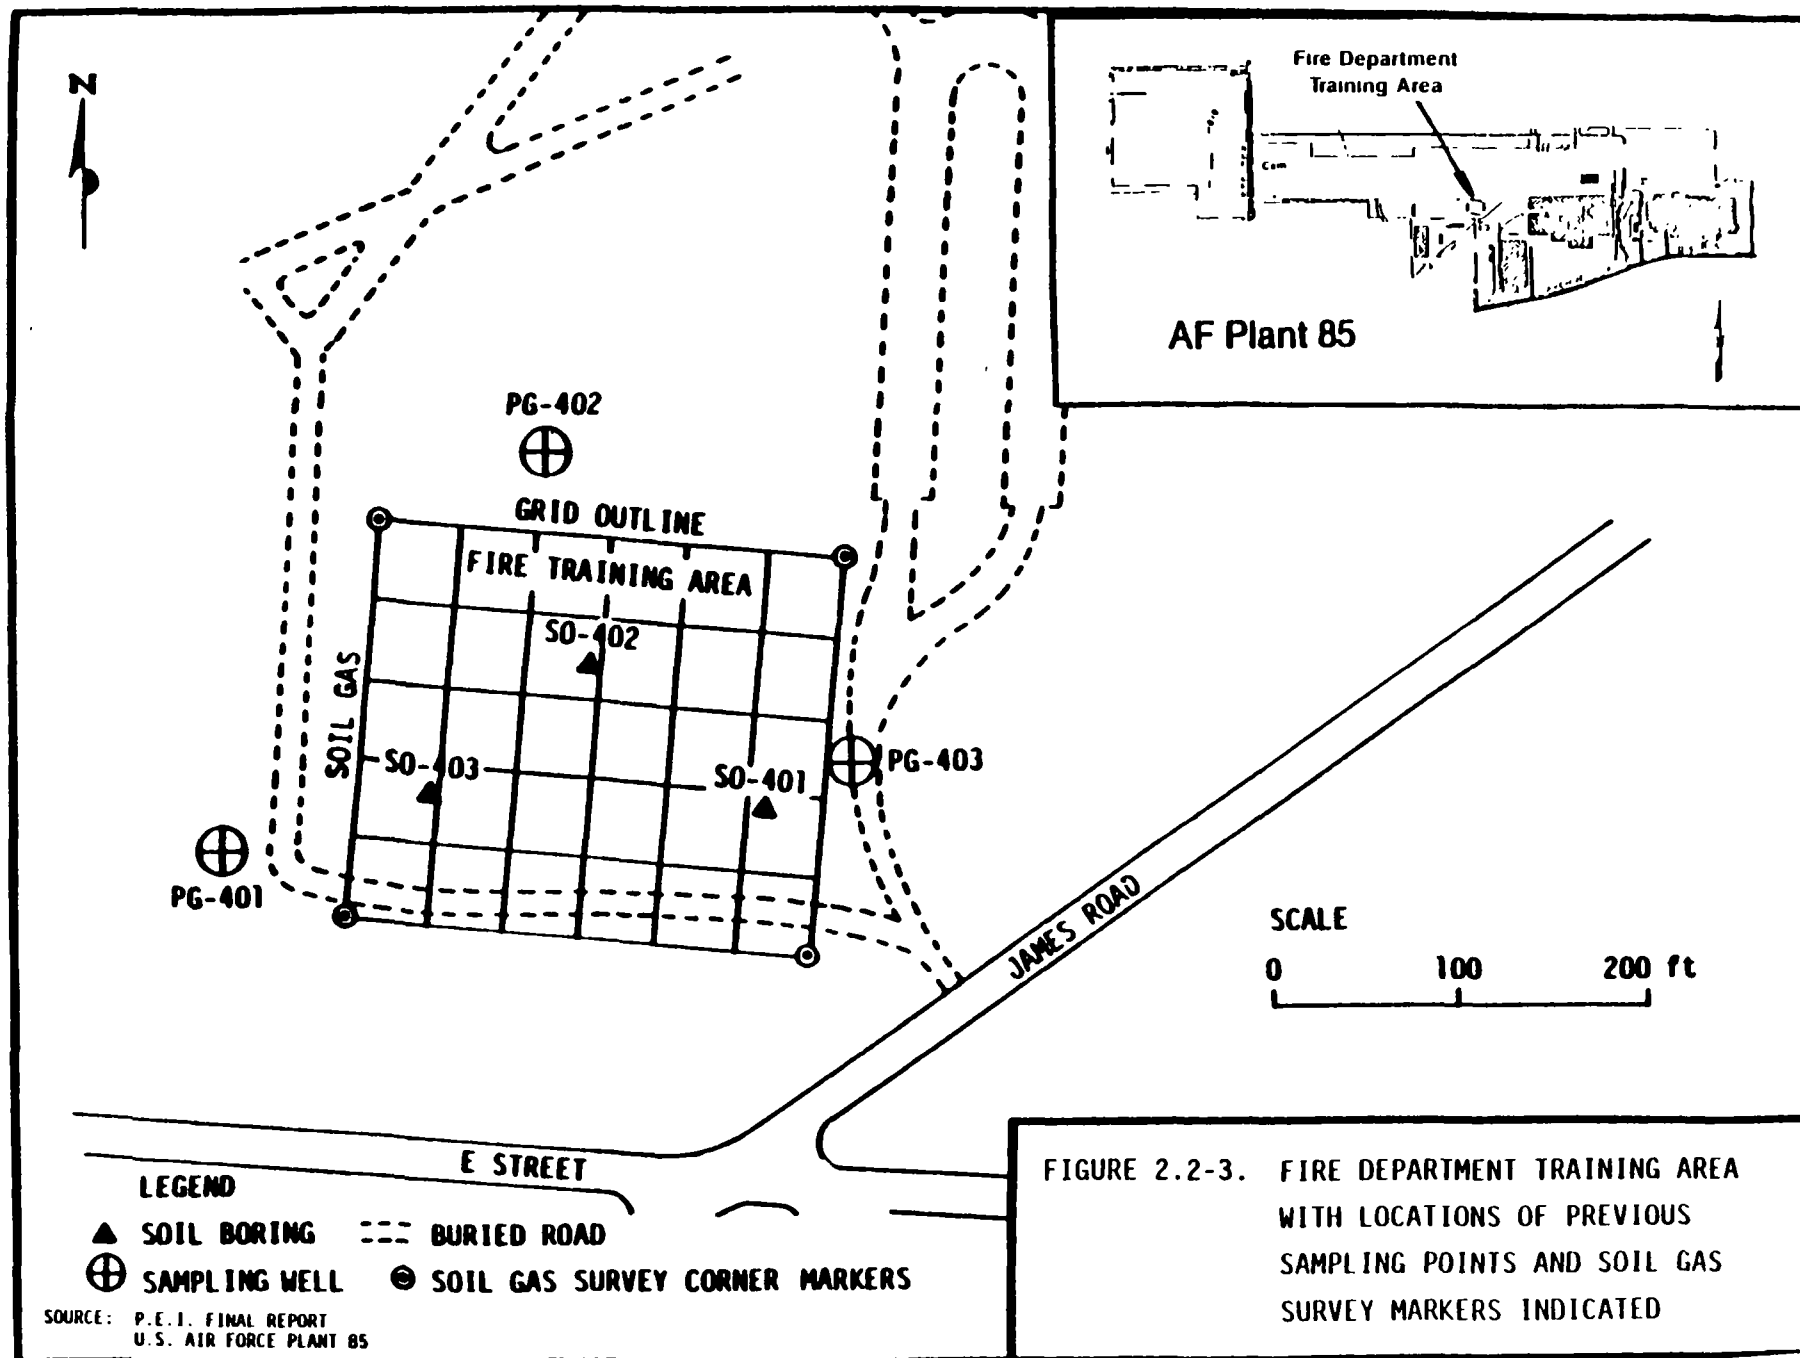 N
Fire Department
Training Area
Com
AF Plant 85
PG-402
GRID OUTLINE
FIRE TRAINING AREA
SO-402
SOIL GAS
SO-403
SO-401
PG-403
PG-401
JAMES ROAD
SCALE
0 100 200 ft
E STREET
LEGEND
SOIL BORING
BURIED ROAD
SAMPLING WELL
SOIL GAS SURVEY CORNER MARKERS
SOURCE: P.E.I. FINAL REPORT
U.S. AIR FORCE PLANT 85
FIGURE 2.2-3. FIRE DEPARTMENT TRAINING AREA
WITH LOCATIONS OF PREVIOUS
SAMPLING POINTS AND SOIL GAS
SURVEY MARKERS INDICATED